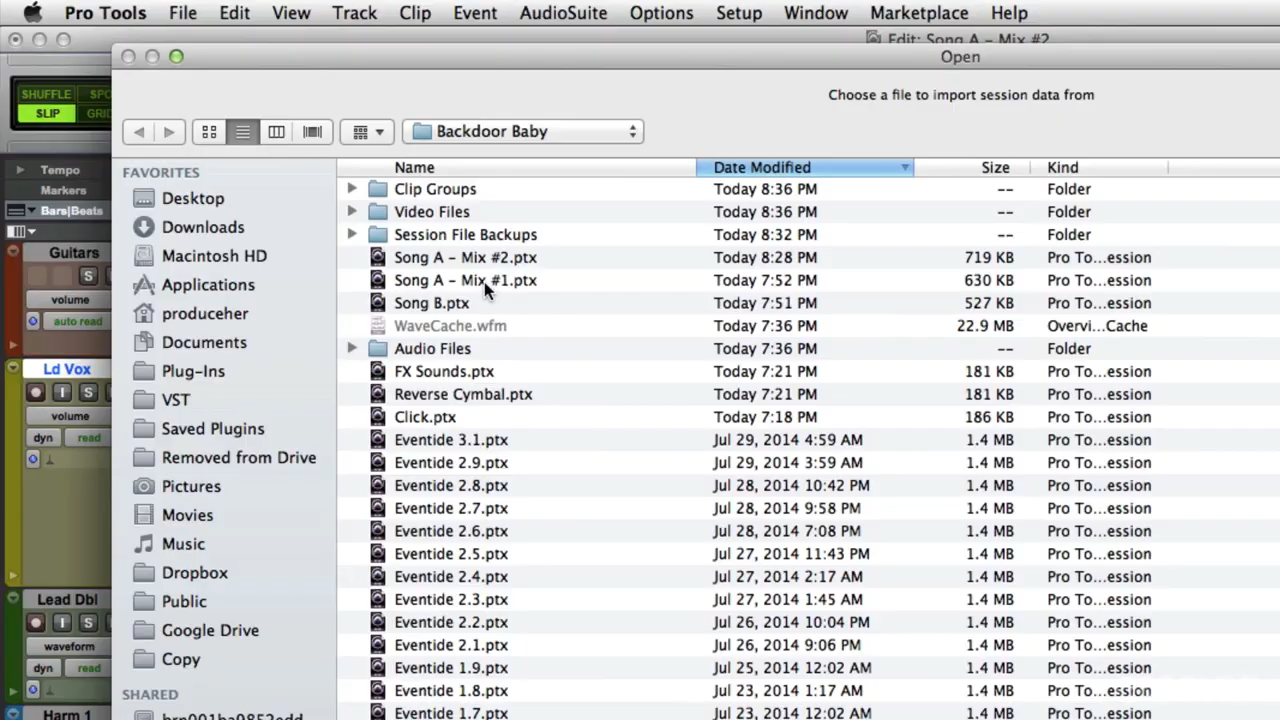 Pro Tools File Edit View Track Clip Event AudioSuite Options Setup Window Marketplace Help
Edit: Song A - Mix #2
Open
SHUFFLE
SLIP GRI
Choose a file to import session data from
Backdoor Baby
Tempo
Markers
Bars|Beats
Guitars
S
volume
auto read
Ld Vox
I S
volume
dyn read
Lead Dbl
I S
waveform
dyn read
Harm 1
FAVORITES
Desktop
Downloads
Macintosh HD
Applications
produceher
Documents
Plug-Ins
VST
Saved Plugins
Removed from Drive
Pictures
Movies
Music
Dropbox
Public
Google Drive
Copy
SHARED
Name Date Modified Size Kind
Clip Groups Today 8:36 PM -- Folder
Video Files Today 8:36 PM -- Folder
Session File Backups Today 8:32 PM -- Folder
Song A - Mix #2.ptx Today 8:28 PM 719 KB Pro To...ession
Song A - Mix #1.ptx Today 7:52 PM 630 KB Pro To...ession
Song B.ptx Today 7:51 PM 527 KB Pro To...ession
WaveCache.wfm Today 7:36 PM 22.9 MB Overvi...Cache
Audio Files Today 7:36 PM -- Folder
FX Sounds.ptx Today 7:21 PM 181 KB Pro To...ession
Reverse Cymbal.ptx Today 7:21 PM 181 KB Pro To...ession
Click.ptx Today 7:18 PM 186 KB Pro To...ession
Eventide 3.1.ptx Jul 29, 2014 4:59 AM 1.4 MB Pro To...ession
Eventide 2.9.ptx Jul 29, 2014 3:59 AM 1.4 MB Pro To...ession
Eventide 2.8.ptx Jul 28, 2014 10:42 PM 1.4 MB Pro To...ession
Eventide 2.7.ptx Jul 28, 2014 9:58 PM 1.4 MB Pro To...ession
Eventide 2.6.ptx Jul 28, 2014 7:08 PM 1.4 MB Pro To...ession
Eventide 2.5.ptx Jul 27, 2014 11:43 PM 1.4 MB Pro To...ession
Eventide 2.4.ptx Jul 27, 2014 2:17 AM 1.4 MB Pro To...ession
Eventide 2.3.ptx Jul 27, 2014 1:45 AM 1.4 MB Pro To...ession
Eventide 2.2.ptx Jul 26, 2014 10:04 PM 1.4 MB Pro To...ession
Eventide 2.1.ptx Jul 26, 2014 9:06 PM 1.4 MB Pro To...ession
Eventide 1.9.ptx Jul 25, 2014 12:02 AM 1.4 MB Pro To...ession
Eventide 1.8.ptx Jul 23, 2014 1:17 AM 1.4 MB Pro To...ession
Eventide 1.7.ptx Jul 23, 2014 12:02 AM 1.4 MB Pro To...ession